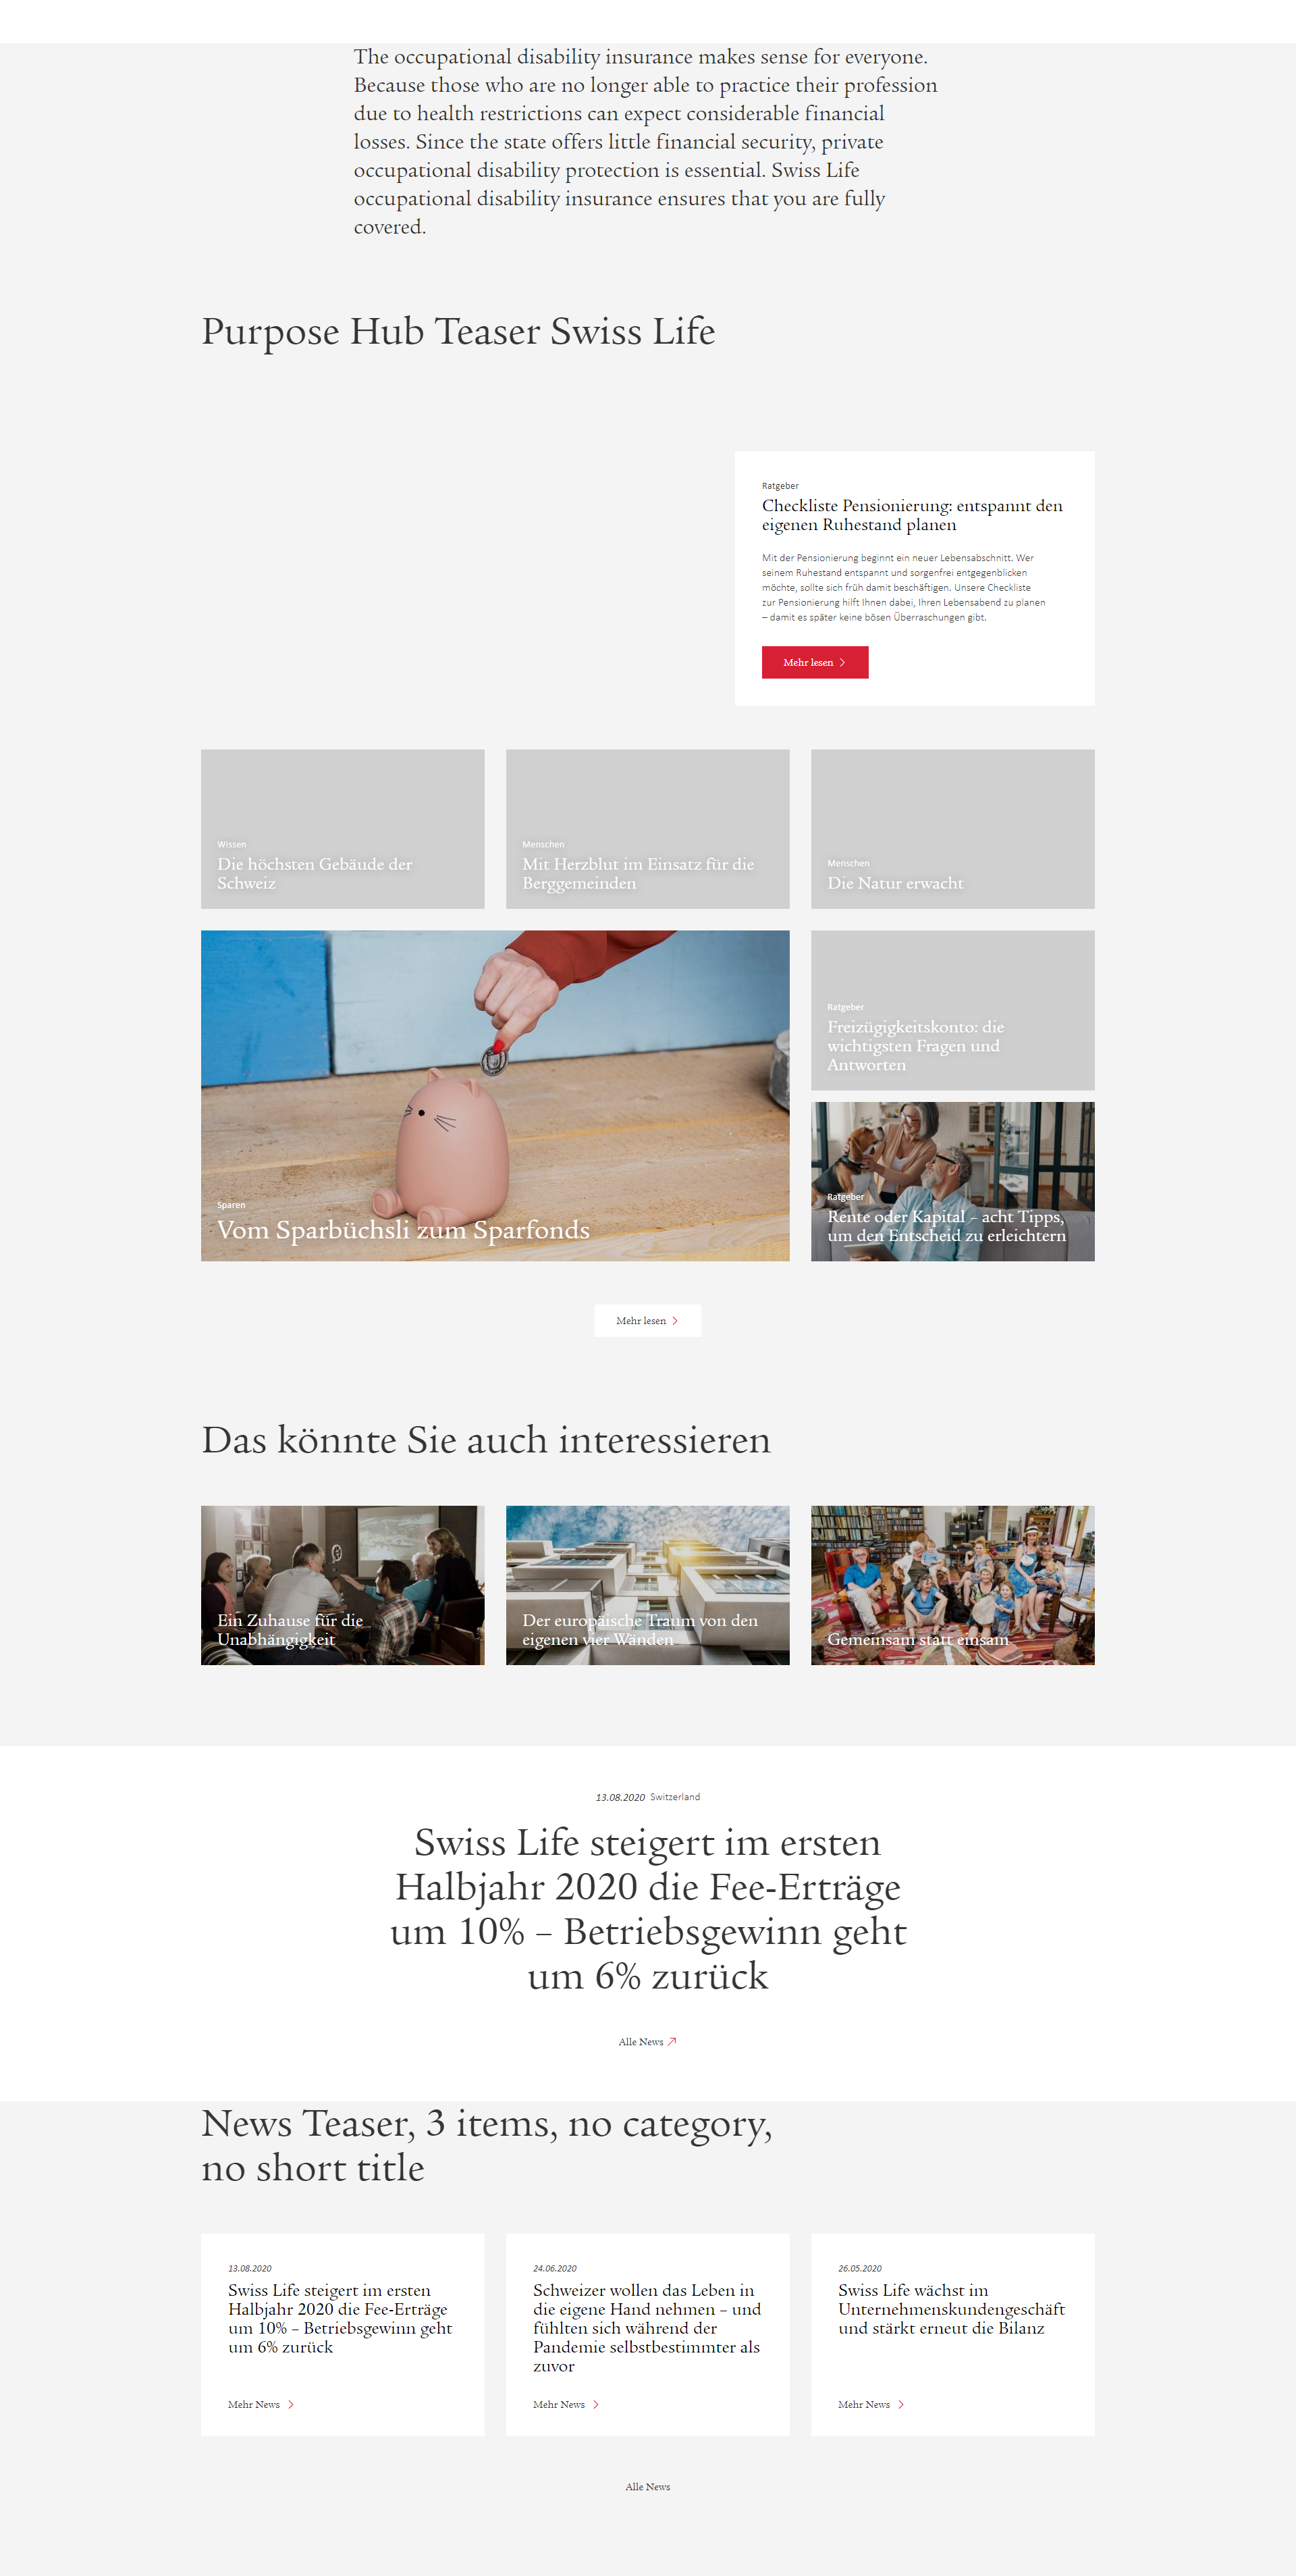 The occupational disability insurance makes sense for everyone.
Because those who are no longer able to practice their profession
due to health restrictions can expect considerable financial
losses. Since the state offers little financial security, private
occupational disability protection is essential. Swiss Life
occupational disability insurance ensures that you are fully
covered.
Purpose Hub Teaser Swiss Life
Ratgeber
Checkliste Pensionierung: entspannt den
eigenen Ruhestand planen
Mit der Pensionierung beginnt ein neuer Lebensabschnitt. Wer
seinem Ruhestand entspannt und sorgenfrei entgegenblicken
möchte, sollte sich früh damit beschäftigen. Unsere Checkliste
zur Pensionierung hilft Ihnen dabei, Ihren Lebensabend zu planen
– damit es später keine bösen Überraschungen gibt.
Mehr lesen
Wissen
Die höchsten Gebäude der
Schweiz
Menschen
Mit Herzblut im Einsatz für die
Berggemeinden
Menschen
Die Natur erwacht
Sparen
Vom Sparbüchsli zum Sparfonds
Ratgeber
Freizügigkeitskonto: die
wichtigsten Fragen und
Antworten
Ratgeber
Rente oder Kapital – acht Tipps,
um den Entscheid zu erleichtern
Mehr lesen
Das könnte Sie auch interessieren
Ein Zuhause für die
Unabhängigkeit
Der europäische Traum von den
eigenen vier Wänden
Gemeinsam statt einsam
13.08.2020 Switzerland
Swiss Life steigert im ersten
Halbjahr 2020 die Fee-Erträge
um 10% – Betriebsgewinn geht
um 6% zurück
Alle News
News Teaser, 3 items, no category,
no short title
13.08.2020
Swiss Life steigert im ersten
Halbjahr 2020 die Fee-Erträge
um 10% – Betriebsgewinn geht
um 6% zurück
Mehr News
24.06.2020
Schweizer wollen das Leben in
die eigene Hand nehmen – und
fühlten sich während der
Pandemie selbstbestimmter als
zuvor
Mehr News
26.05.2020
Swiss Life wächst im
Unternehmenskundengeschäft
und stärkt erneut die Bilanz
Mehr News
Alle News